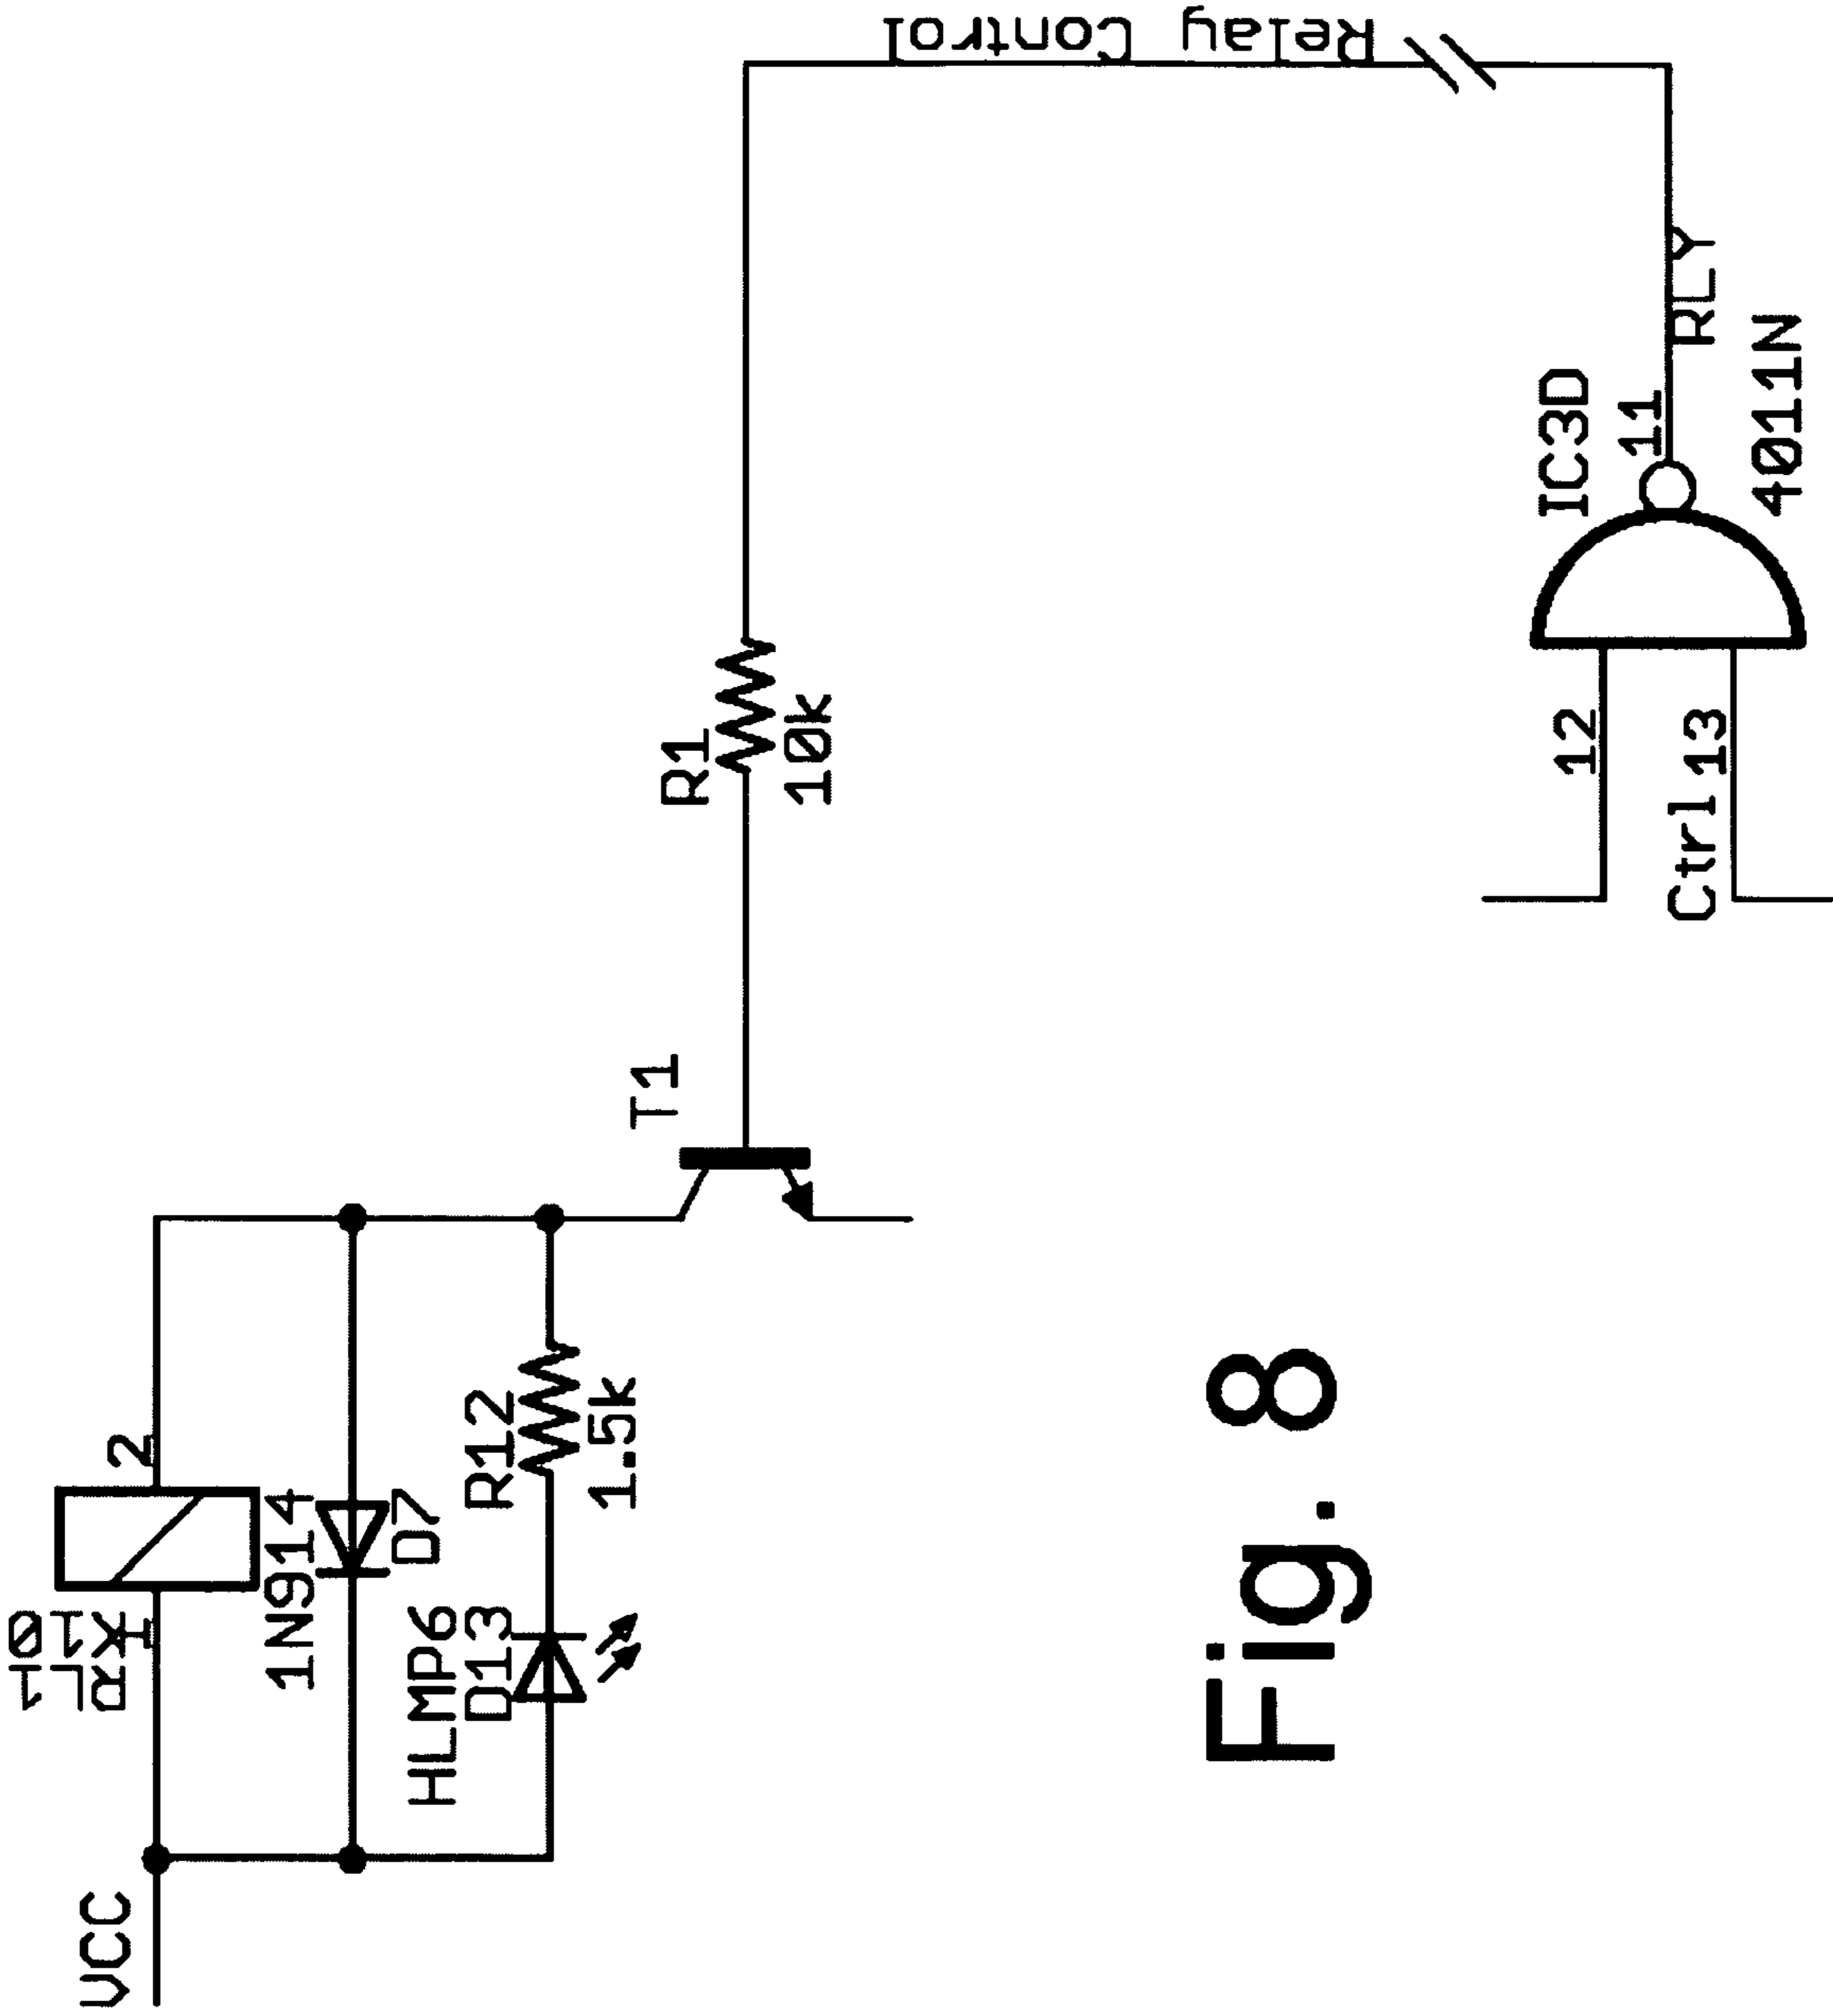 VCC
RL1
1
2
1N914
D7
HLMP6
D13
R12
1.5k
T1
R1
10k
Relay Control
IC3D
12
11
RLY
Ctrl
13
4011N
Fig. 8